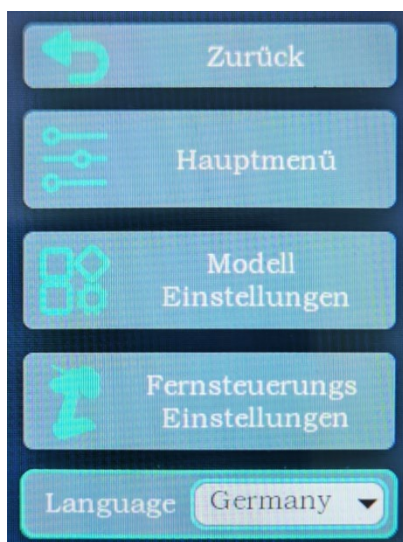 Zurück
Hauptmenü
Modell
Einstellungen
Fernsteuerungs
Einstellungen
Language Germany